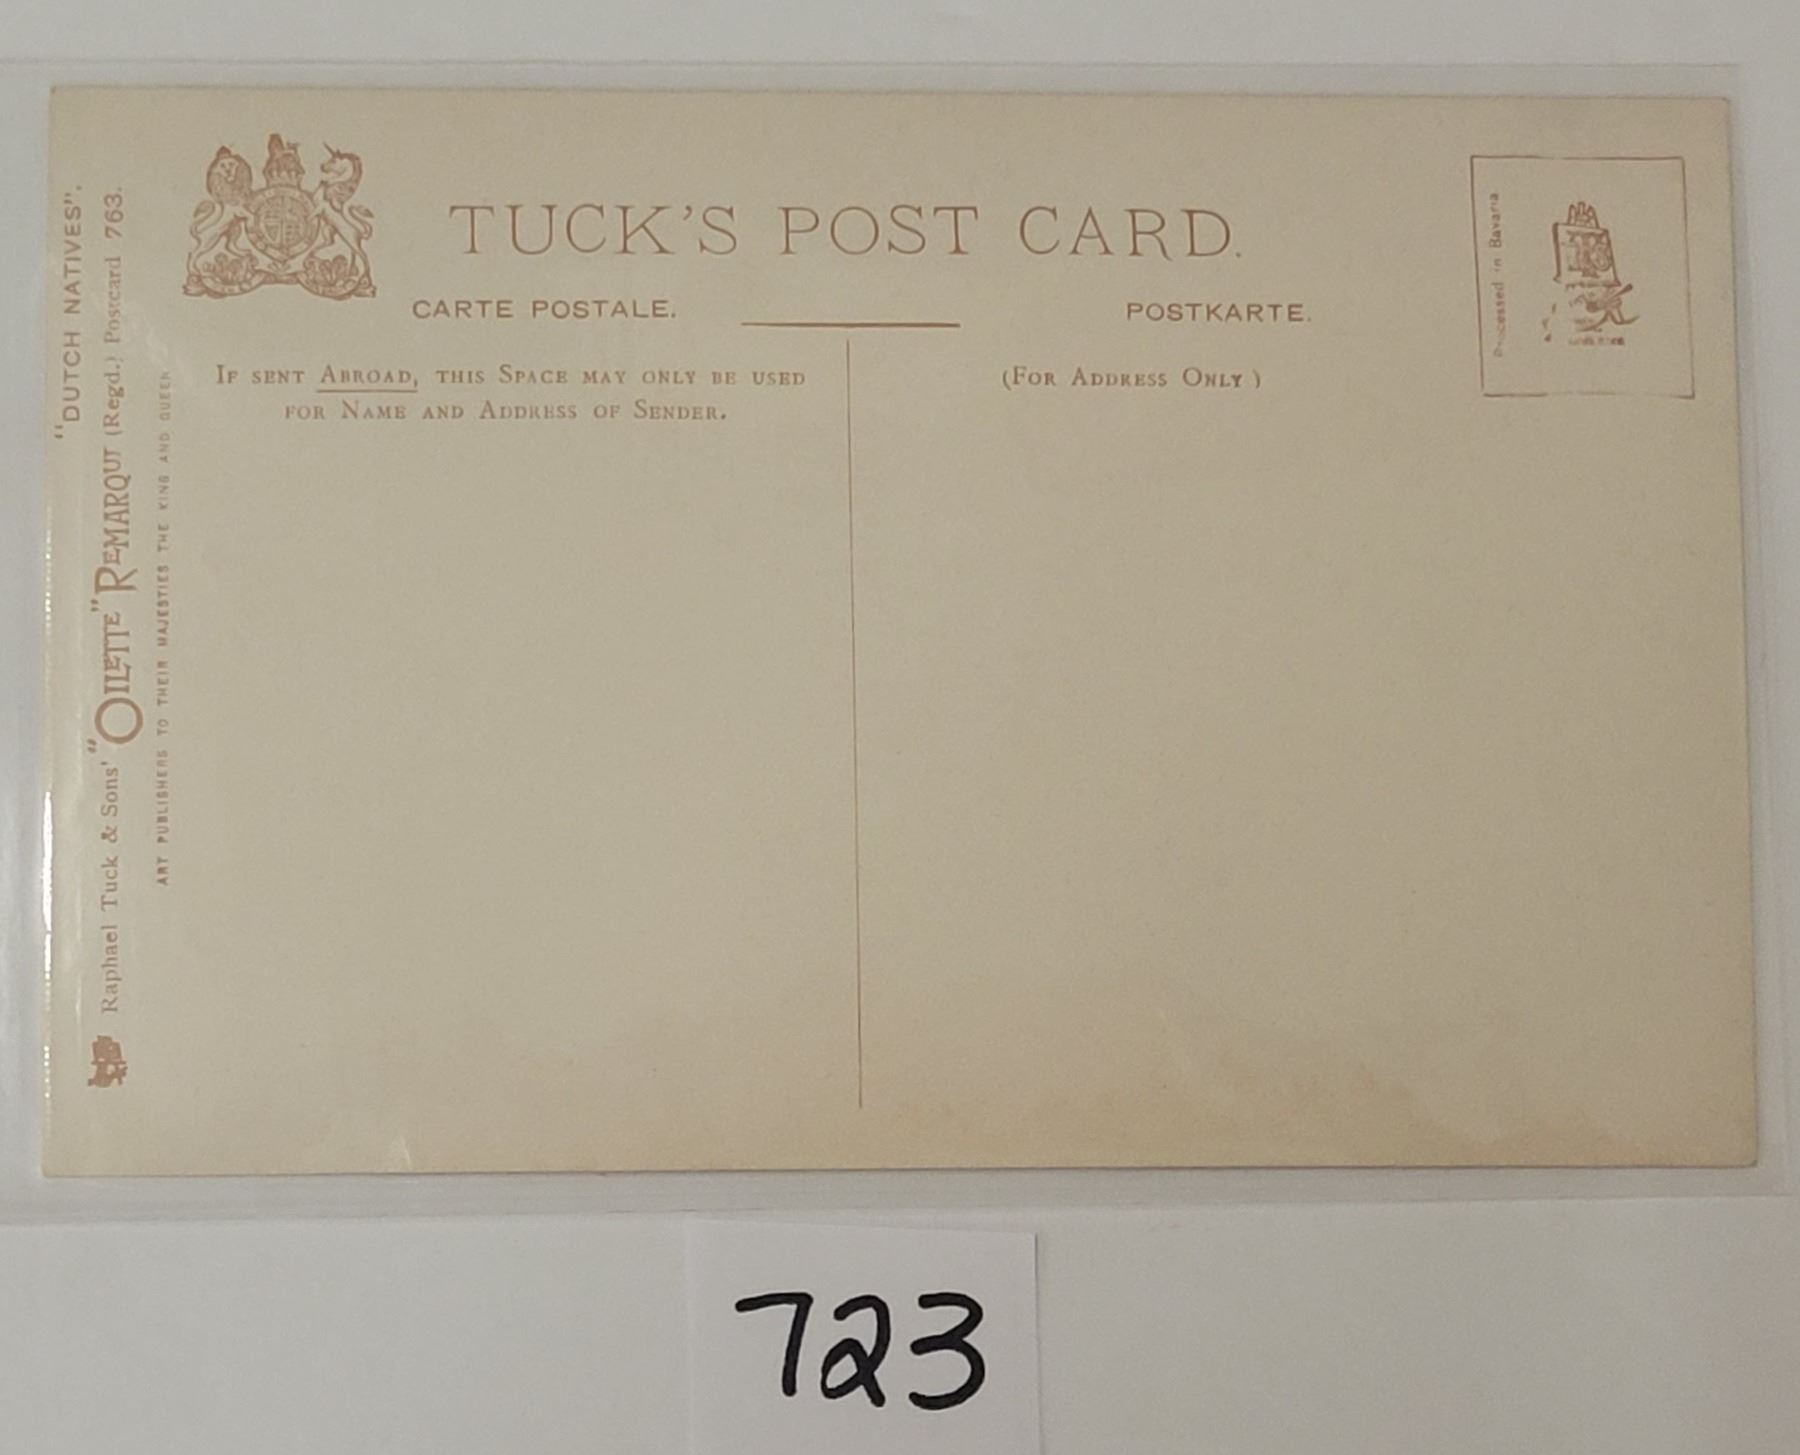 TUCK'S POST CARD.
CARTE POSTALE.
POSTKARTE.
IF SENT ABROAD, THIS SPACE MAY ONLY BE USED
FOR NAME AND ADDRESS OF SENDER.
(FOR ADDRESS ONLY)
Processed in Bavaria
"DUTCH NATIVES".
Raphael Tuck & Sons' "OILETTE" REMARQUE (Regd.) Postcard 763.
ART PUBLISHERS TO THEIR MAJESTIES THE KING AND QUEEN.
723